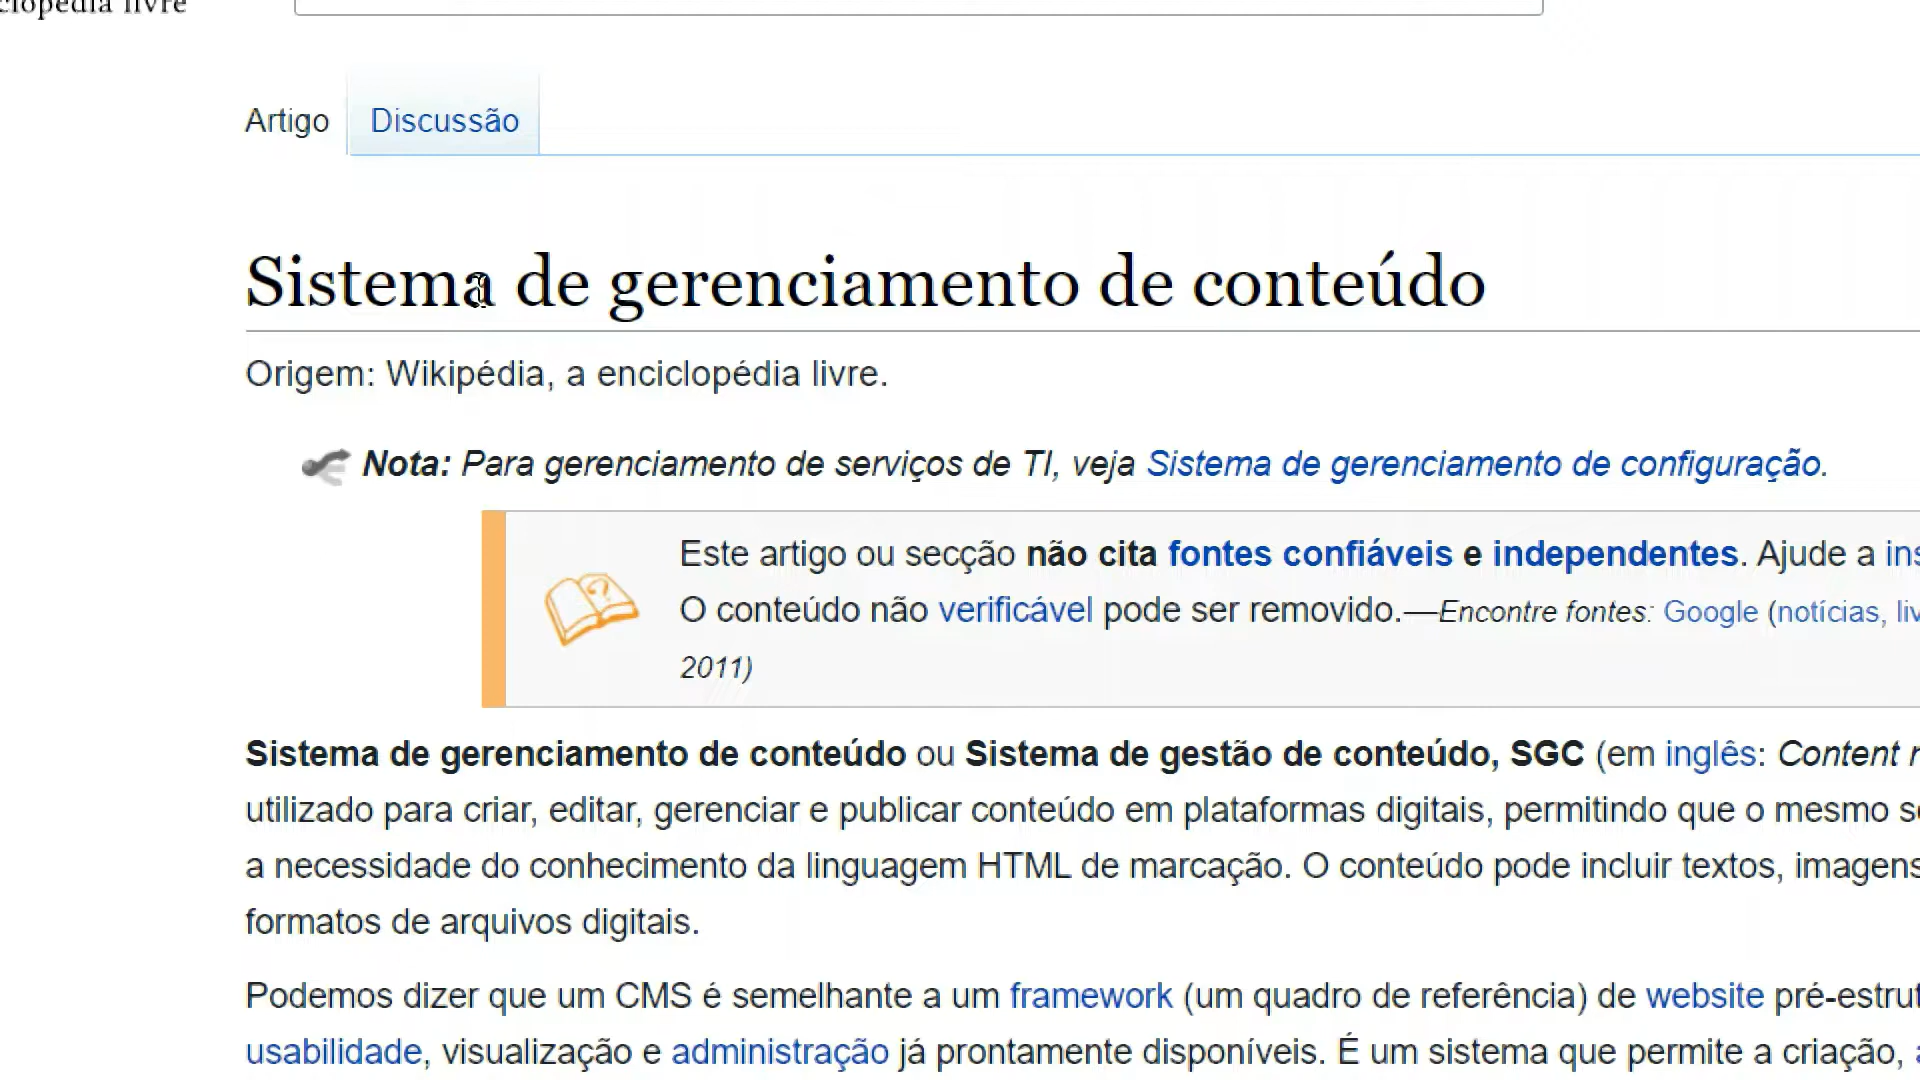 clopédia livre
Artigo Discussão
Sistema de gerenciamento de conteúdo
Origem: Wikipédia, a enciclopédia livre.
Nota: Para gerenciamento de serviços de TI, veja Sistema de gerenciamento de configuração.
Este artigo ou secção não cita fontes confiáveis e independentes. Ajude a
O conteúdo não verificável pode ser removido.—Encontre fontes: Google (notícias,
2011)
Sistema de gerenciamento de conteúdo ou Sistema de gestão de conteúdo, SGC (em inglês: Content
utilizado para criar, editar, gerenciar e publicar conteúdo em plataformas digitais, permitindo que o mesmo
a necessidade do conhecimento da linguagem HTML de marcação. O conteúdo pode incluir textos, imagens
formatos de arquivos digitais.
Podemos dizer que um CMS é semelhante a um framework (um quadro de referência) de website pré-estrut
usabilidade, visualização e administração já prontamente disponíveis. É um sistema que permite a criação,